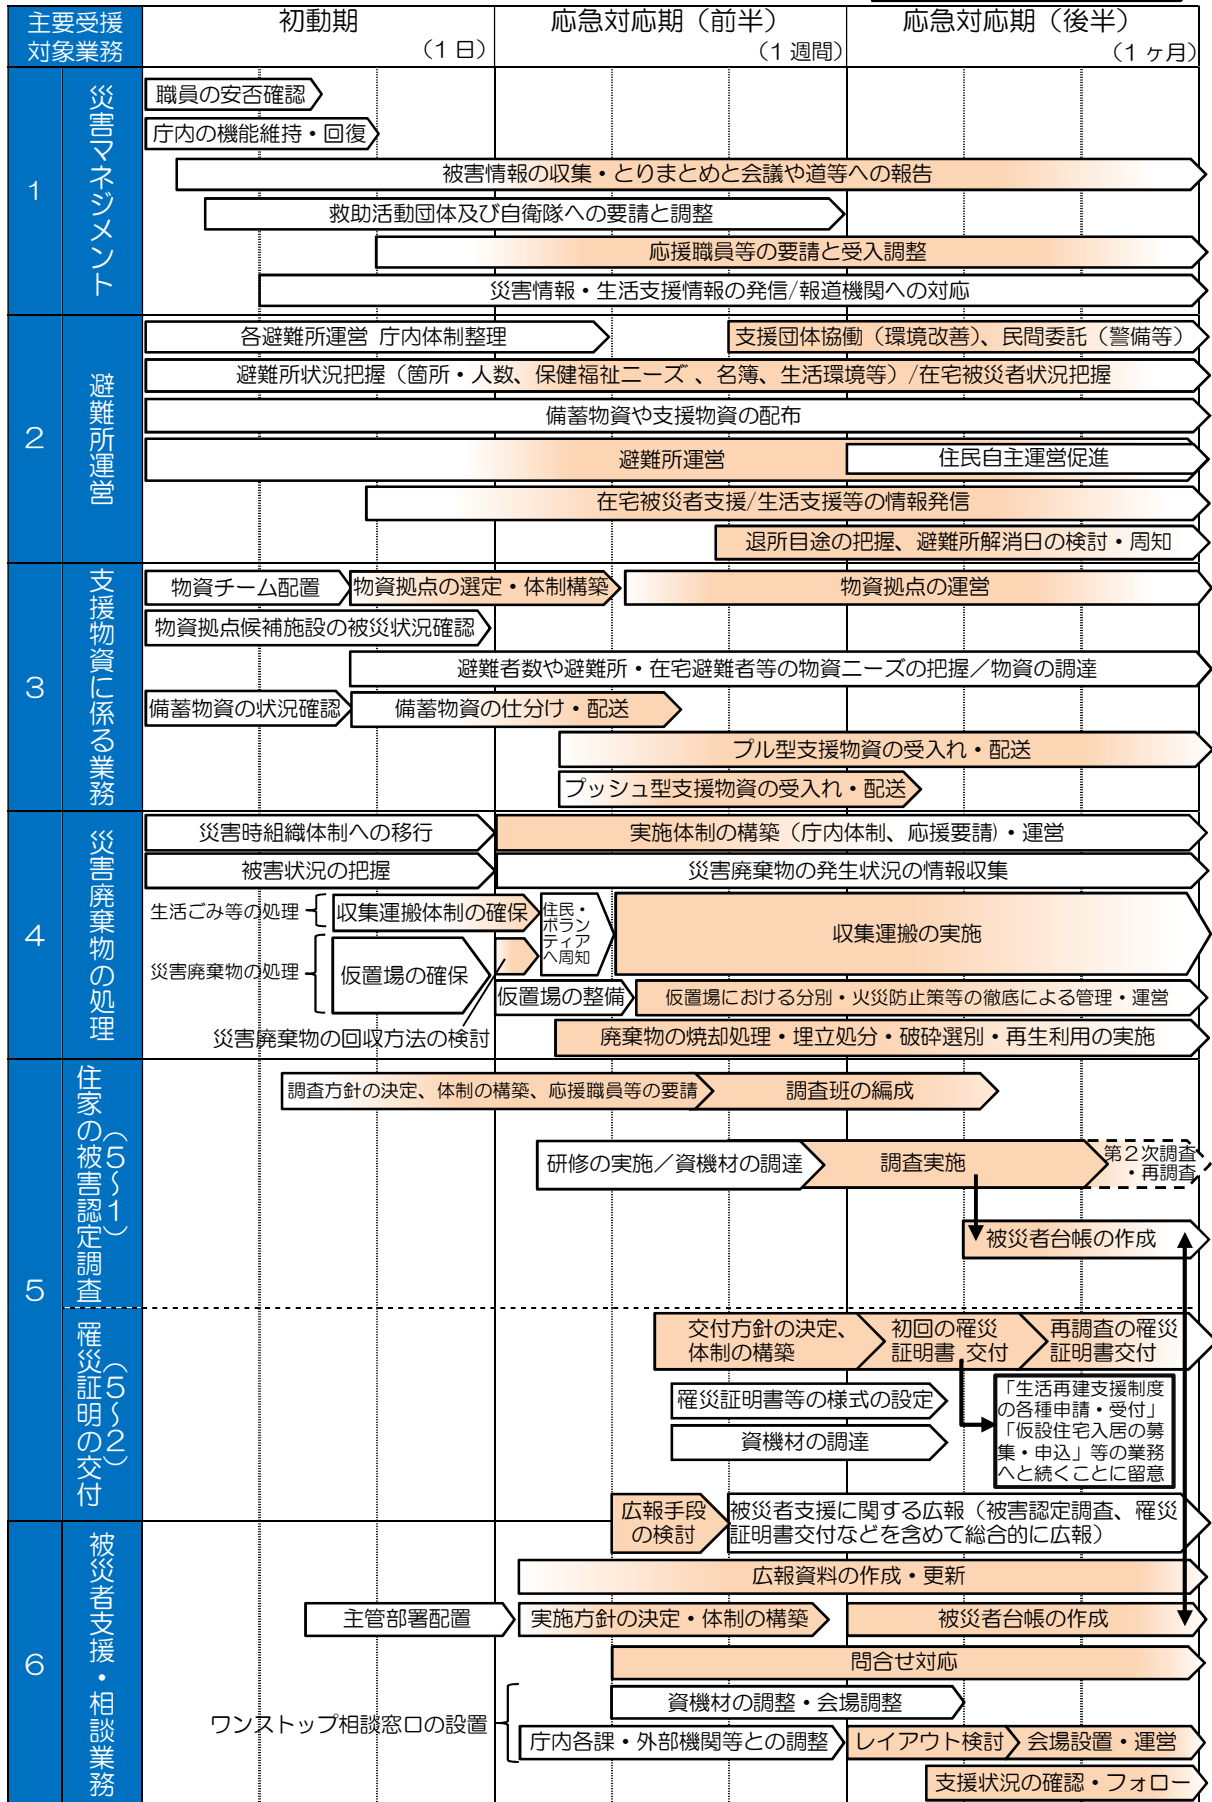 主要受援
対象業務
初動期
（１日）
応急対応期（前半）
（１週間）
応急対応期（後半）
（１ヶ月）
1
災害マネジメント
職員の安否確認
庁内の機能維持・回復
被害情報の収集・とりまとめと会議や道等への報告
救助活動団体及び自衛隊への要請と調整
応援職員等の要請と受入調整
災害情報・生活支援情報の発信/報道機関への対応
2
避難所運営
各避難所運営 庁内体制整理
支援団体協働（環境改善）、民間委託（警備等）
避難所状況把握（箇所・人数、保健福祉ニーズ 、名簿、生活環境等）/在宅被災者状況把握
備蓄物資や支援物資の配布
避難所運営
住民自主運営促進
在宅被災者支援/生活支援等の情報発信
退所目途の把握、避難所解消日の検討・周知
3
支援物資に係る業務
物資チーム配置
物資拠点の選定・体制構築
物資拠点の運営
物資拠点候補施設の被災状況確認
避難者数や避難所・在宅避難者等の物資ニーズの把握／物資の調達
備蓄物資の状況確認
備蓄物資の仕分け・配送
プル型支援物資の受入れ・配送
プッシュ型支援物資の受入れ・配送
4
災害廃棄物の処理
災害時組織体制への移行
実施体制の構築（庁内体制、応援要請）・運営
被害状況の把握
災害廃棄物の発生状況の情報収集
生活ごみ等の処理
収集運搬体制の確保
住民・
ボラン
ティア
へ周知
収集運搬の実施
災害廃棄物の処理
仮置場の確保
仮置場の整備
仮置場における分別・火災防止策等の徹底による管理・運営
災害廃棄物の回収方法の検討
廃棄物の焼却処理・埋立処分・破砕選別・再生利用の実施
5
住家の被害認定調査
（5～1）
調査方針の決定、体制の構築、応援職員等の要請
調査班の編成
研修の実施／資機材の調達
調査実施
第２次調査
・再調査
被災者台帳の作成
罹災証明の交付
（5～2）
交付方針の決定、
体制の構築
初回の罹災
証明書 交付
再調査の罹災
証明書交付
罹災証明書等の様式の設定
資機材の調達
「生活再建支援制度
の各種申請・受付」
「仮設住宅入居の募
集・申込」等の業務
へと続くことに留意
広報手段
の検討
被災者支援に関する広報（被害認定調査、罹災
証明書交付などを含めて総合的に広報）
6
被災者支援・相談業務
広報資料の作成・更新
主管部署配置
実施方針の決定・体制の構築
被災者台帳の作成
問合せ対応
ワンストップ相談窓口の設置
資機材の調整・会場調整
庁内各課・外部機関等との調整
レイアウト検討
会場設置・運営
支援状況の確認・フォロー